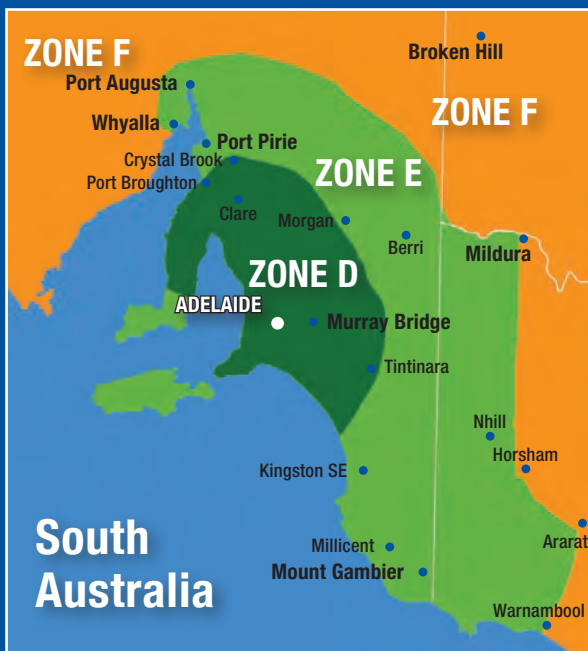 ZONE F
Broken Hill
Port Augusta
ZONE F
Whyalla
Port Pirie
Crystal Brook
ZONE E
Port Broughton
Clare
Morgan
Berri
Mildura
ZONE D
ADELAIDE
Murray Bridge
Tintinara
Nhill
Horsham
Kingston SE
South
Australia
Millicent
Ararat
Mount Gambier
Warnambool